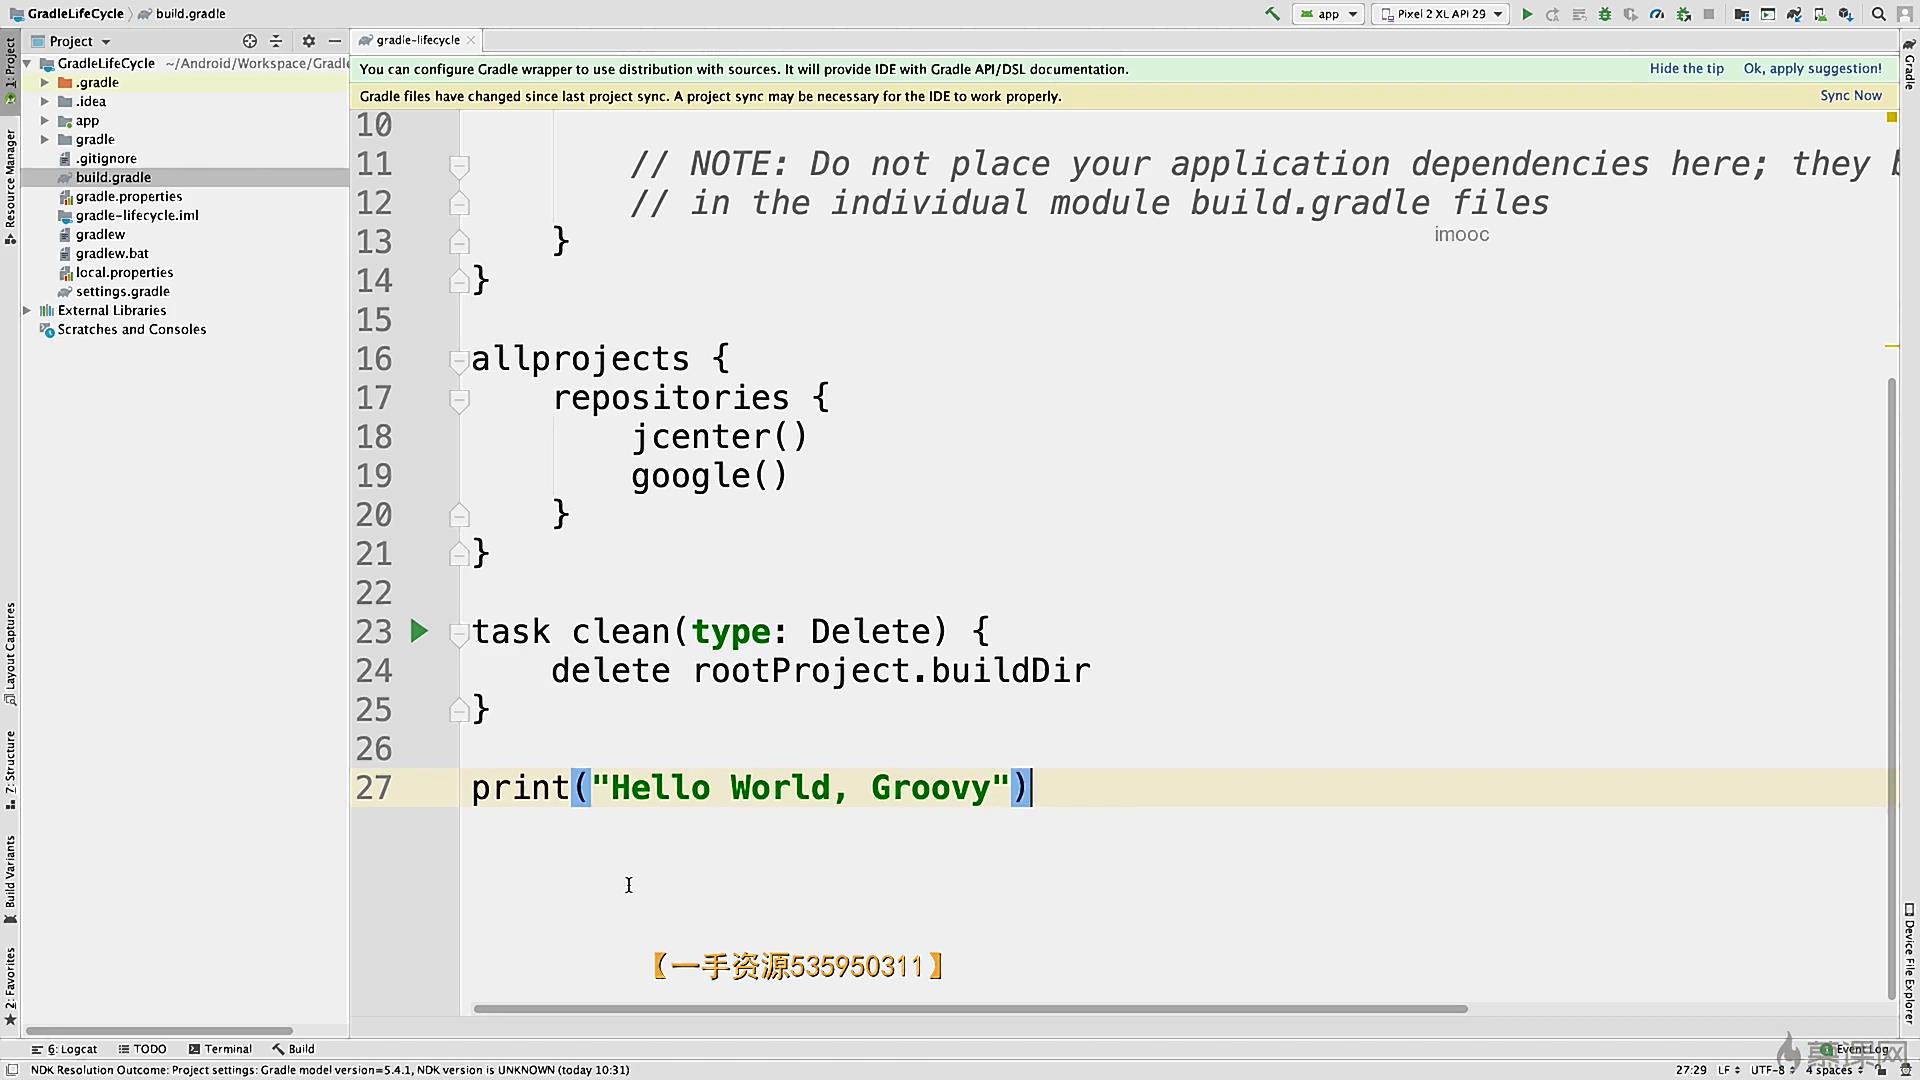 GradleLifeCycle
build.gradle
app
Pixel 2 XL API 29
1: Project
Resource Manager
Layout Captures
7: Structure
Build Variants
2: Favorites
Project
GradleLifeCycle ~/Android/Workspace/Gradle
.gradle
.idea
app
gradle
.gitignore
build.gradle
gradle.properties
gradle-lifecycle.iml
gradlew
gradlew.bat
local.properties
settings.gradle
External Libraries
Scratches and Consoles
gradle-lifecycle
You can configure Gradle wrapper to use distribution with sources. It will provide IDE with Gradle API/DSL documentation.
Hide the tip
Ok, apply suggestion!
Gradle files have changed since last project sync. A project sync may be necessary for the IDE to work properly.
Sync Now
10
11 // NOTE: Do not place your application dependencies here; they
12 // in the individual module build.gradle files
imooc
13 }
14 }
15
16 allprojects {
17 repositories {
18 jcenter()
19 google()
20 }
21 }
22
23 task clean(type: Delete) {
24 delete rootProject.buildDir
25 }
26
27 print("Hello World, Groovy")
【一手资源535950311】
Gradle
Device File Explorer
6: Logcat
TODO
Terminal
Build
Event Log
慕课网
NDK Resolution Outcome: Project settings: Gradle model version=5.4.1, NDK version is UNKNOWN (today 10:31)
27:29
LF
UTF-8
4 spaces